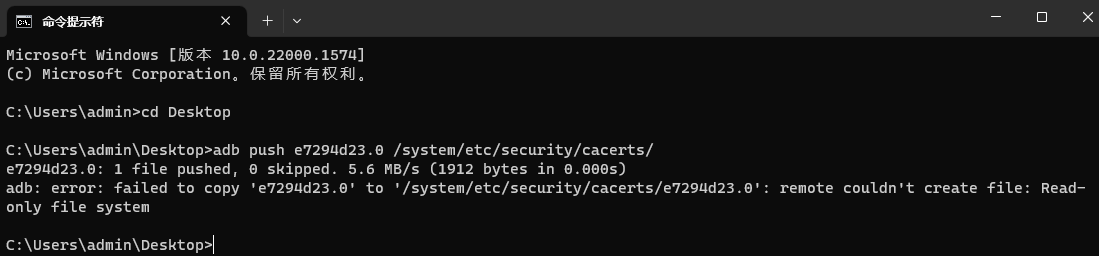 命令提示符
Microsoft Windows [版本 10.0.22000.1574]
(c) Microsoft Corporation。保留所有权利。
C:\Users\admin>cd Desktop
C:\Users\admin\Desktop>adb push e7294d23.0 /system/etc/security/cacerts/
e7294d23.0: 1 file pushed, 0 skipped. 5.6 MB/s (1912 bytes in 0.000s)
adb: error: failed to copy 'e7294d23.0' to '/system/etc/security/cacerts/e7294d23.0': remote couldn't create file: Read-
only file system
C:\Users\admin\Desktop>